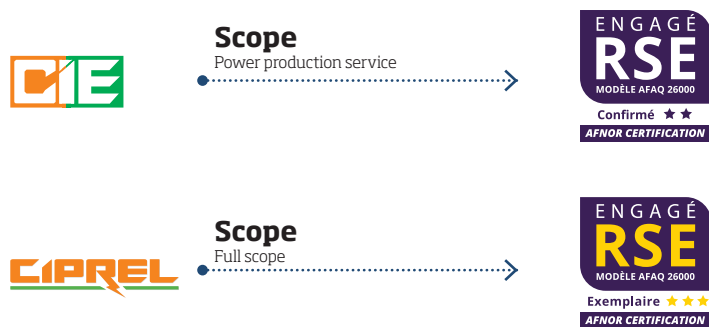 CIE
Scope
Power production service
ENGAGÉ
RSE
MODÈLE AFAQ 26000
Confirmé
AFNOR CERTIFICATION
CIPREL
Scope
Full scope
ENGAGÉ
RSE
MODÈLE AFAQ 26000
Exemplaire
AFNOR CERTIFICATION